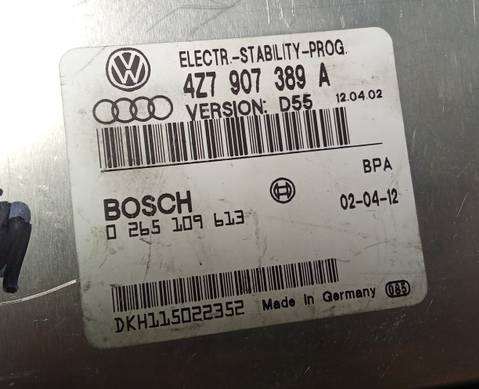 ELECTR.-STABILITY-PROG.
4Z7 907 389 A
VERSION: D55 12.04.02
BPA
BOSCH
02-04-12
0 265 109 613
DKH115022352
Made in Germany 085